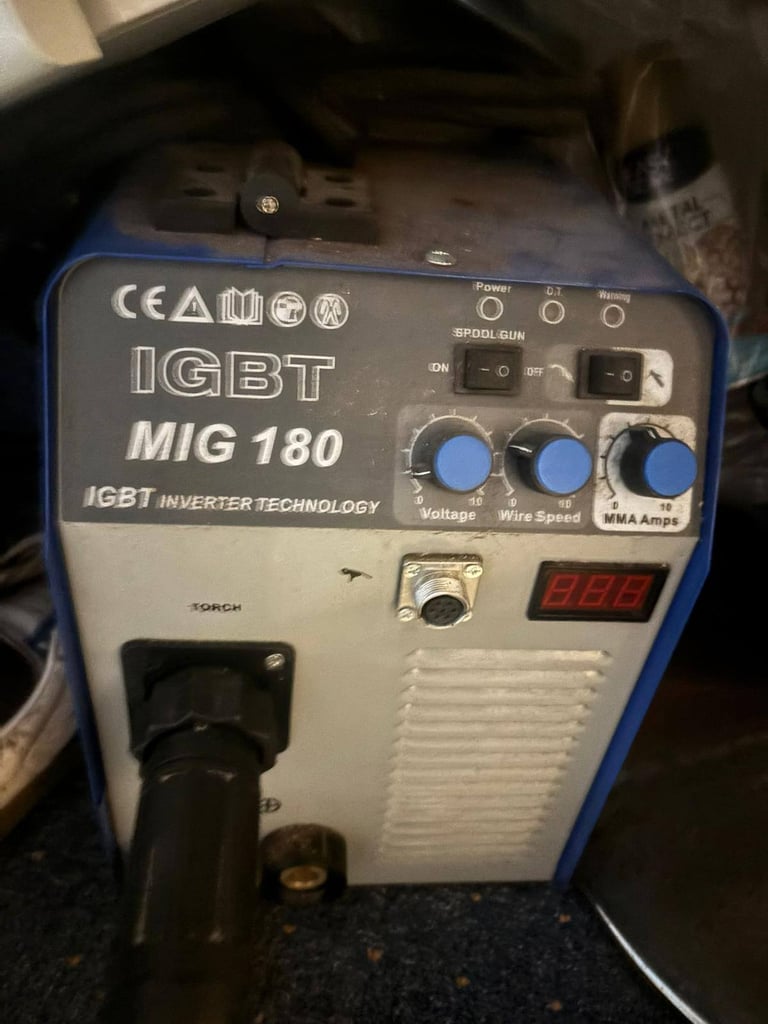 CE
Power O.T. Warning
SPOOL GUN
ON OFF
IGBT
MIG 180
0 10 0 10 0 10
Voltage Wire Speed MMA Amps
IGBT INVERTER TECHNOLOGY
TORCH
METAL